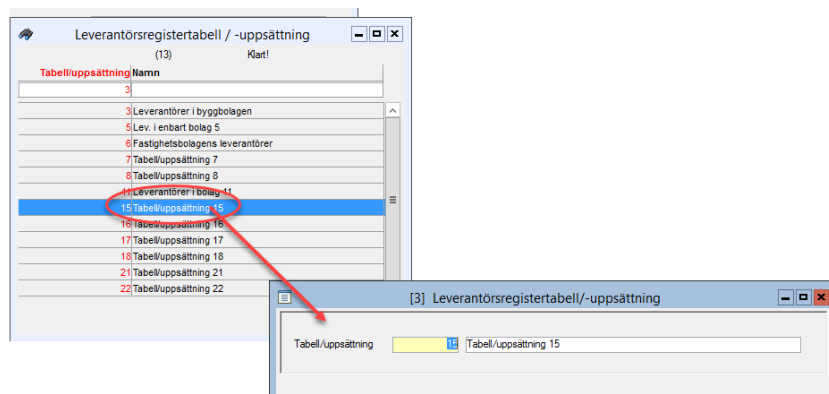 Leverantörsregistertabell / -uppsättning
(13) Klart!
Tabell/uppsättning Namn
3
3 Leverantörer i byggbolagen
5 Lev. i enbart bolag 5
6 Fastighetsbolagens leverantörer
7 Tabell/uppsättning 7
8 Tabell/uppsättning 8
11 Leverantörer i bolag 11
15 Tabell/uppsättning 15
16 Tabell/uppsättning 16
17 Tabell/uppsättning 17
18 Tabell/uppsättning 18
21 Tabell/uppsättning 21
22 Tabell/uppsättning 22
[3] Leverantörsregistertabell/-uppsättning
Tabell/uppsättning 15 Tabell/uppsättning 15